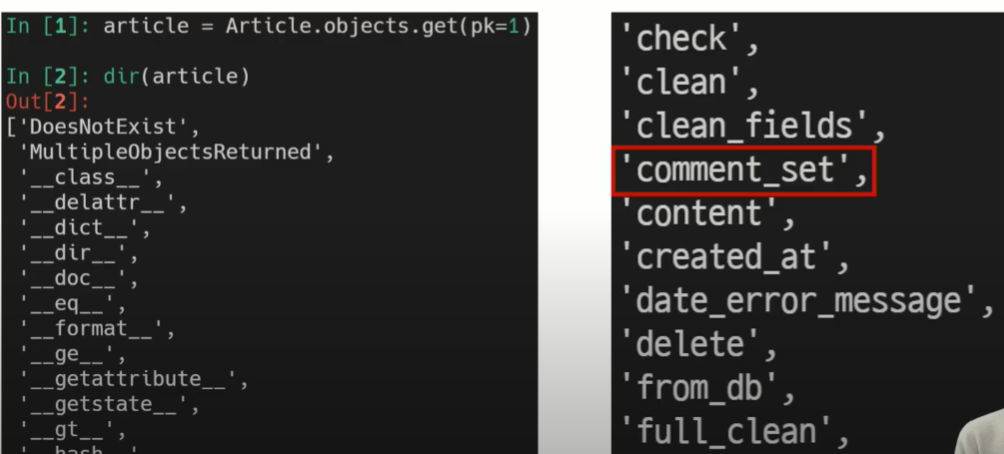 In [1]: article = Article.objects.get(pk=1)
In [2]: dir(article)
Out[2]:
['DoesNotExist',
'MultipleObjectsReturned',
'__class__',
'__delattr__',
'__dict__',
'__dir__',
'__doc__',
'__eq__',
'__format__',
'__ge__',
'__getattribute__',
'__getstate__',
'__gt__',
'__hash__'
'check',
'clean',
'clean_fields',
'comment_set',
'content',
'created_at',
'date_error_message',
'delete',
'from_db',
'full_clean',